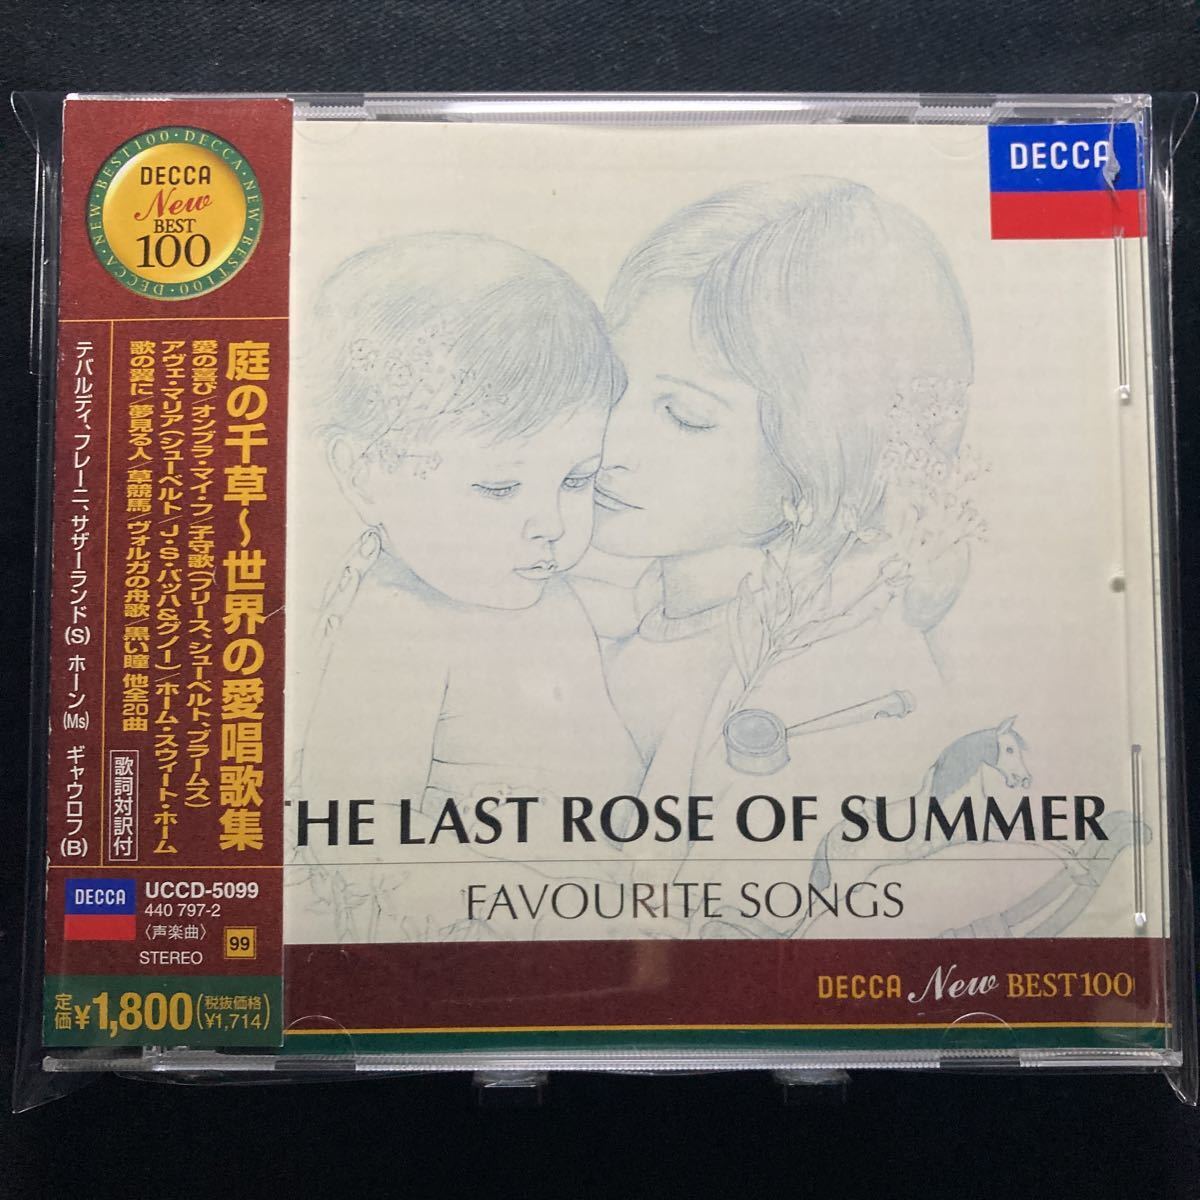 NEW・BEST100・DECCA・NEW・BEST100・DECCA・
DECCA
New
BEST
100
庭の千草~世界の愛唱歌集
愛の喜び/オンブラ・マイ・フ/子守歌(フリース、シューベルト、ブラームス)
アヴェ・マリア(シューベルト/J・S・バッハ&グノー)/ホーム・スウィート・ホーム
歌の翼に/夢見る人/草競馬/ヴォルガの舟歌/黒い瞳 他全20曲
歌詞対訳付
テバルディ、フレーニ、サザーランド(S) ホーン(Ms) ギャウロフ(B)
DECCA
UCCD-5099
440 797-2
〈声楽曲〉
99
STEREO
定価¥1,800(税抜価格¥1,714)
DECCA
THE LAST ROSE OF SUMMER
FAVOURITE SONGS
DECCA New BEST100